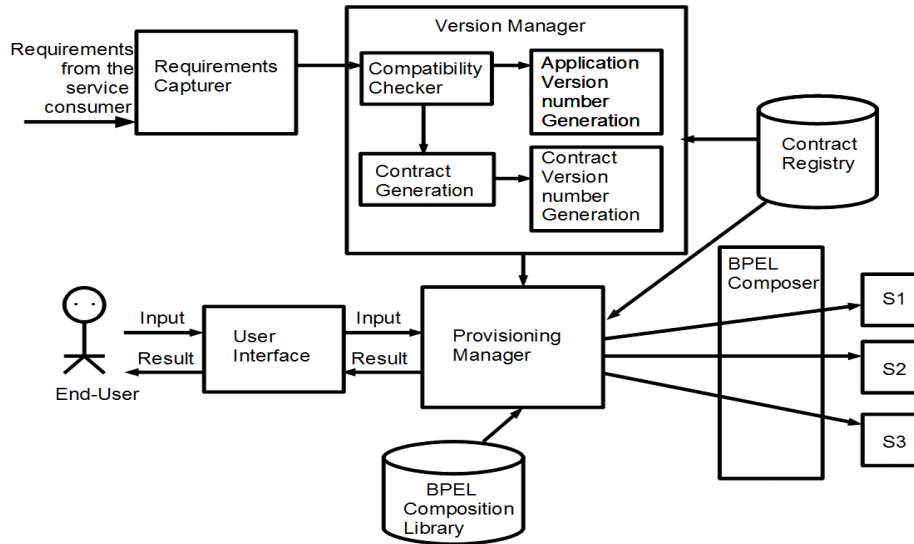 Version Manager
Requirements
from the
service
consumer
Requirements
Capturer
Compatibility
Checker
Application
Version
number
Generation
Contract
Generation
Contract
Version
number
Generation
Contract
Registry
BPEL
Composer
S1
S2
S3
Input
Result
End-User
User
Interface
Input
Result
Provisioning
Manager
BPEL
Composition
Library